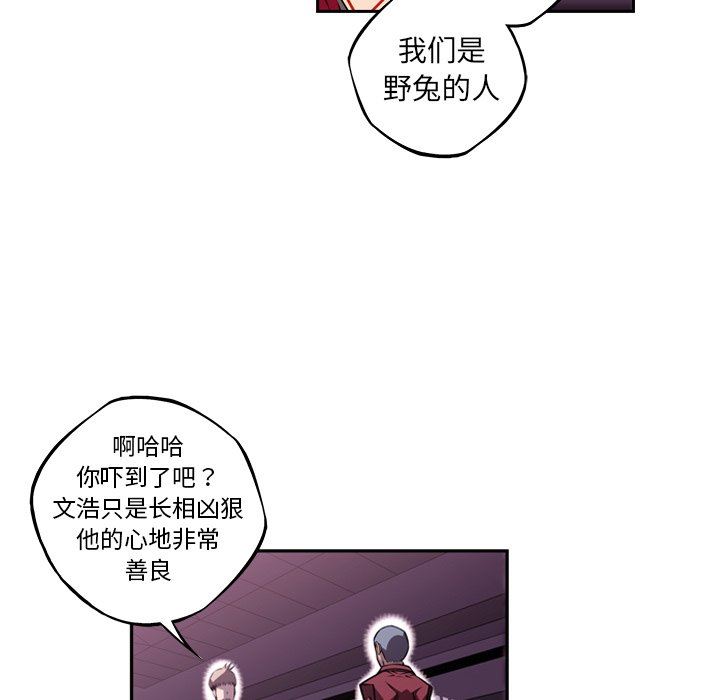 我们是
野兔的人
啊哈哈
你吓到了吧？
文浩只是长相凶狠
他的心地非常
善良